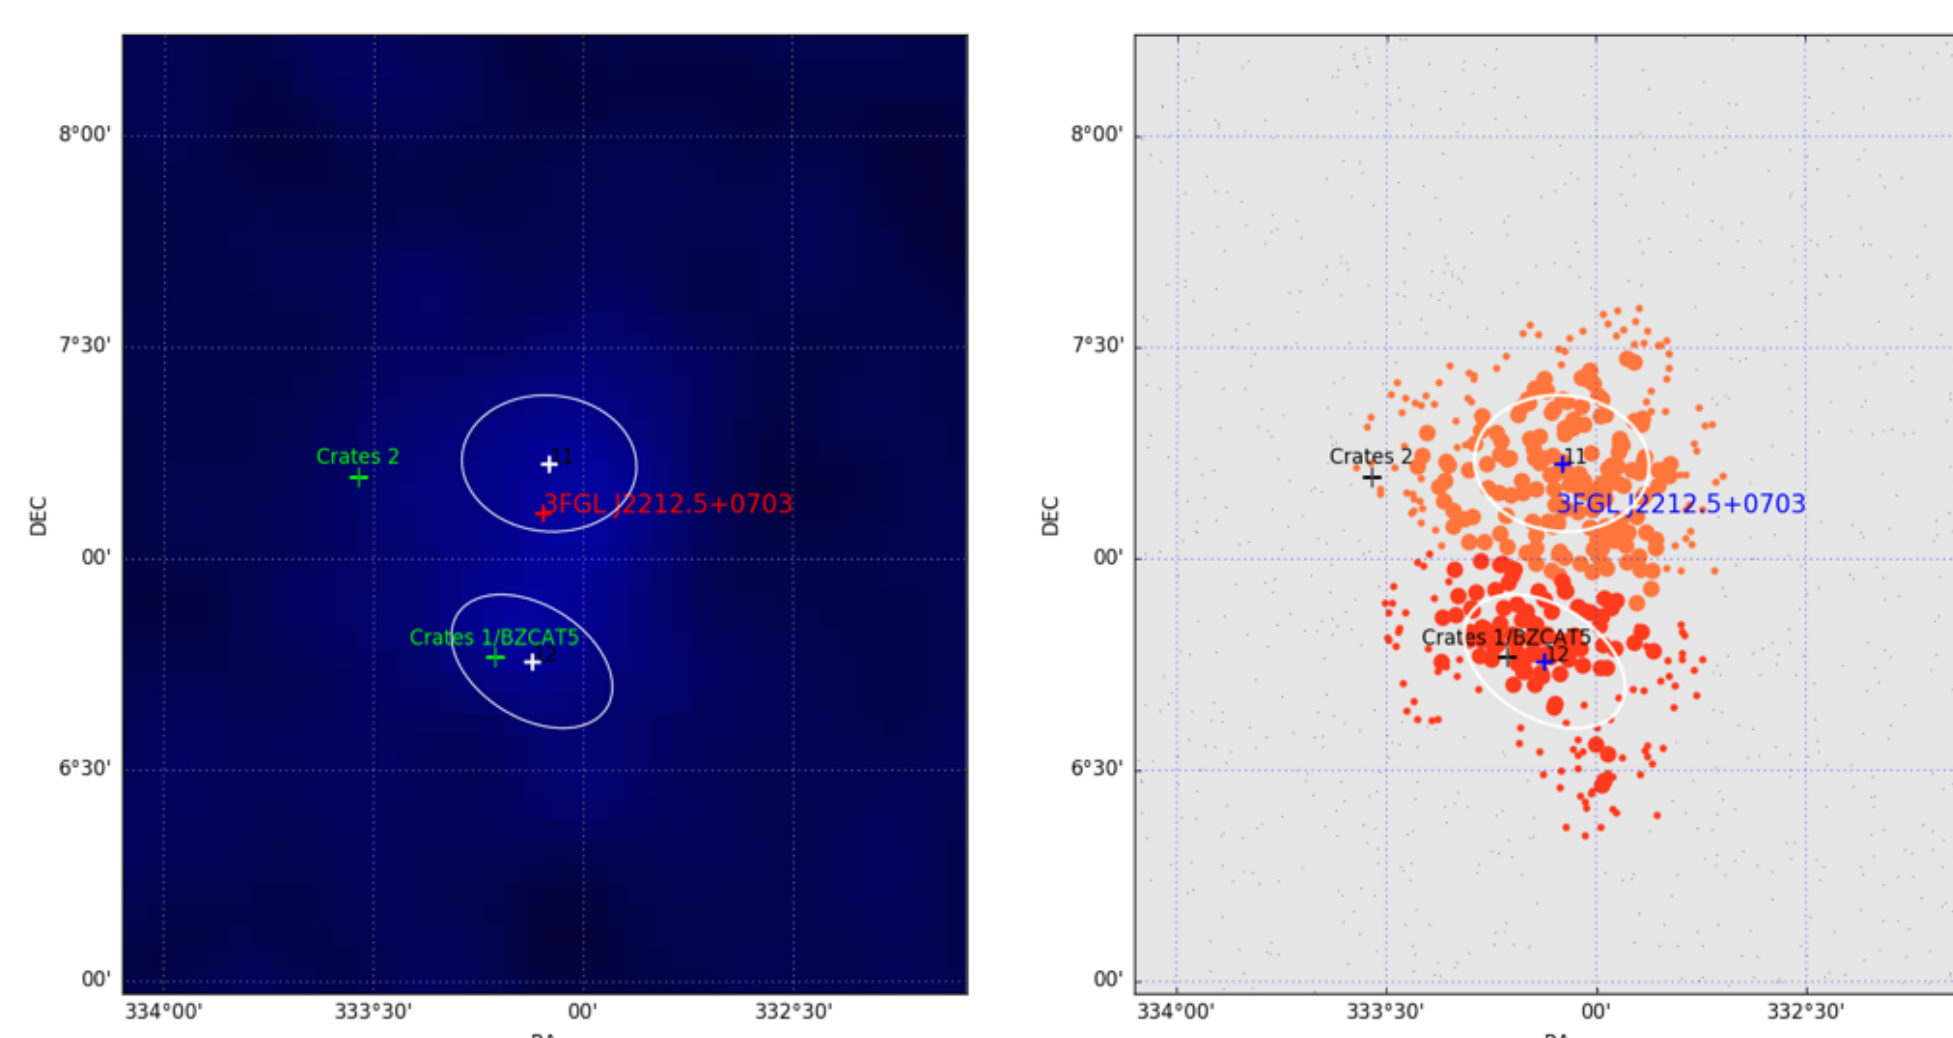 8°00'
7°30'
00'
6°30'
00'
DEC
Crates 2
11
3FGL J2212.5+0703
Crates 1/BZCAT5
12
334°00'
333°30'
00'
332°30'
RA
8°00'
7°30'
00'
6°30'
00'
DEC
Crates 2
11
3FGL J2212.5+0703
Crates 1/BZCAT5
12
334°00'
333°30'
00'
332°30'
RA